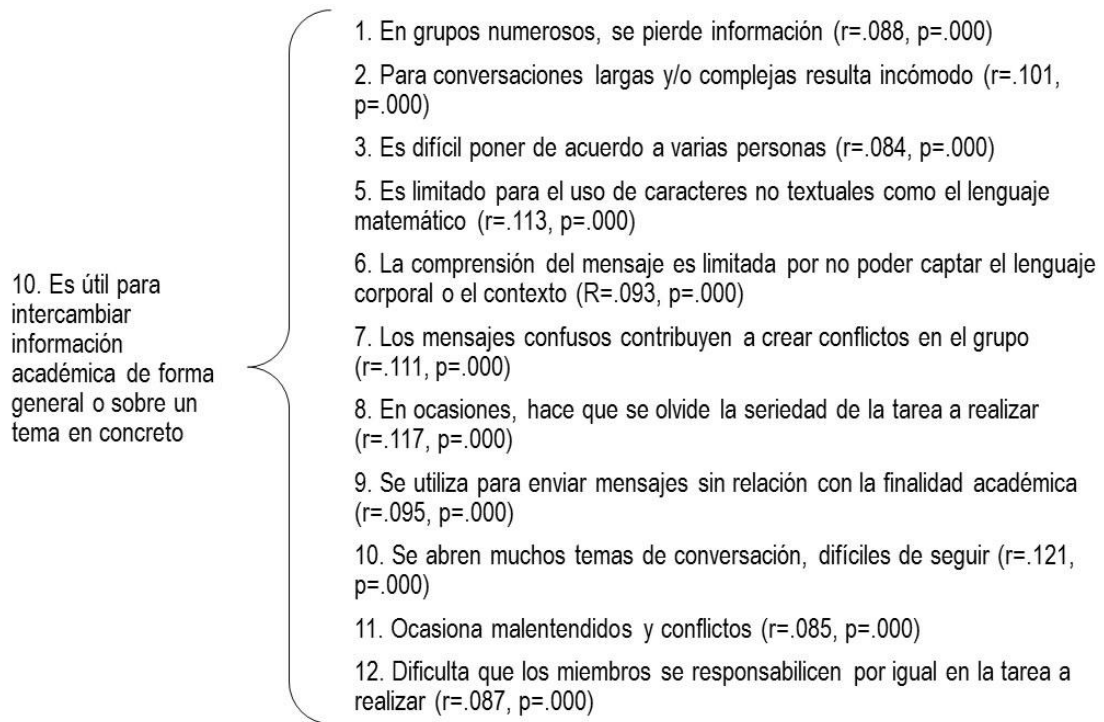 10. Es útil para
intercambiar
información
académica de forma
general o sobre un
tema en concreto
1. En grupos numerosos, se pierde información (r=.088, p=.000)
2. Para conversaciones largas y/o complejas resulta incómodo (r=.101,
p=.000)
3. Es difícil poner de acuerdo a varias personas (r=.084, p=.000)
5. Es limitado para el uso de caracteres no textuales como el lenguaje
matemático (r=.113, p=.000)
6. La comprensión del mensaje es limitada por no poder captar el lenguaje
corporal o el contexto (R=.093, p=.000)
7. Los mensajes confusos contribuyen a crear conflictos en el grupo
(r=.111, p=.000)
8. En ocasiones, hace que se olvide la seriedad de la tarea a realizar
(r=.117, p=.000)
9. Se utiliza para enviar mensajes sin relación con la finalidad académica
(r=.095, p=.000)
10. Se abren muchos temas de conversación, difíciles de seguir (r=.121,
p=.000)
11. Ocasiona malentendidos y conflictos (r=.085, p=.000)
12. Dificulta que los miembros se responsabilicen por igual en la tarea a
realizar (r=.087, p=.000)